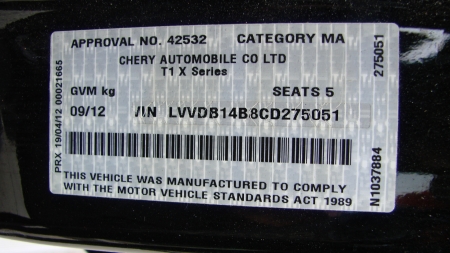 APPROVAL NO. 42532 CATEGORY MA
CHERY AUTOMOBILE CO LTD
T1 X Series
GVM kg SEATS 5
09/12 VIN LVVDB14B8CD275051
THIS VEHICLE WAS MANUFACTURED TO COMPLY
WITH THE MOTOR VEHICLE STANDARDS ACT 1989
PRX 19/04/12 00021665
275051
N1037884